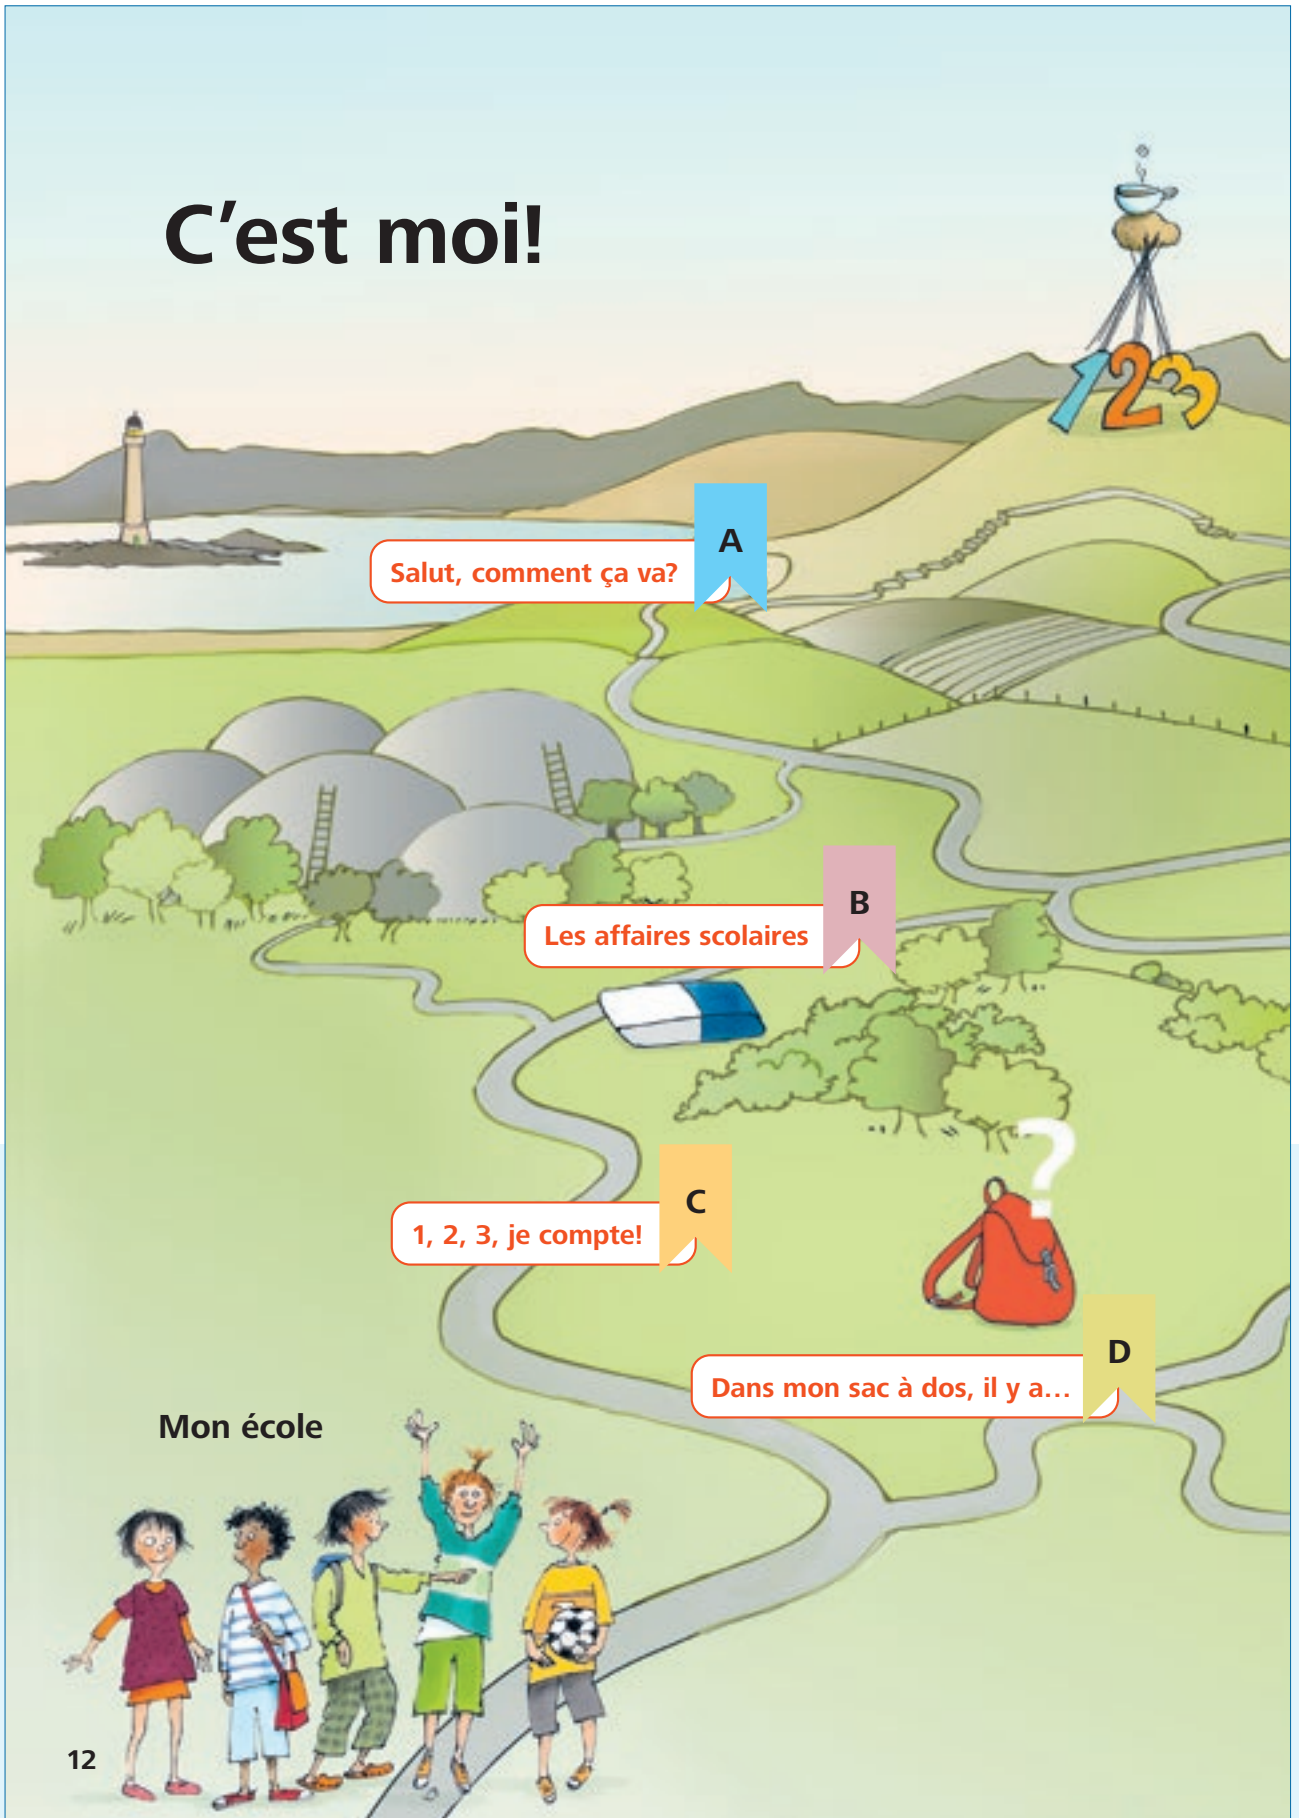 C’est moi!
123
A
Salut, comment ça va?
B
Les affaires scolaires
?
C
1, 2, 3, je compte!
D
Dans mon sac à dos, il y a…
Mon école
12